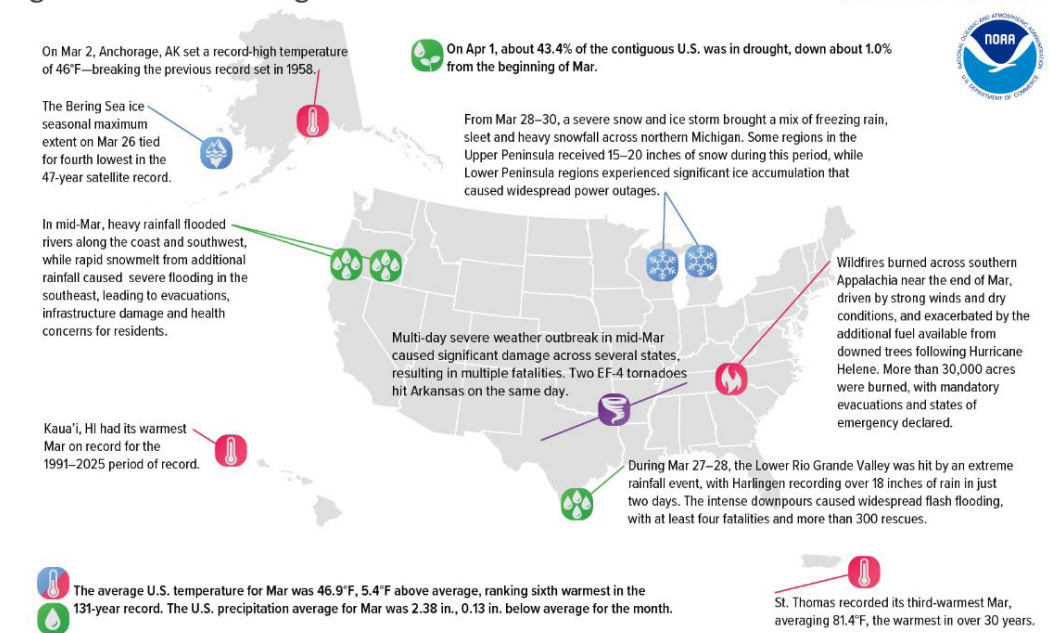 On Mar 2, Anchorage, AK set a record-high temperature
of 46°F—breaking the previous record set in 1958.
On Apr 1, about 43.4% of the contiguous U.S. was in drought, down about 1.0%
from the beginning of Mar.
NATIONAL OCEANIC AND ATMOSPHERIC ADMINISTRATION
NOAA
U.S. DEPARTMENT OF COMMERCE
The Bering Sea ice
seasonal maximum
extent on Mar 26 tied
for fourth lowest in the
47-year satellite record.
From Mar 28–30, a severe snow and ice storm brought a mix of freezing rain,
sleet and heavy snowfall across northern Michigan. Some regions in the
Upper Peninsula received 15–20 inches of snow during this period, while
Lower Peninsula regions experienced significant ice accumulation that
caused widespread power outages.
In mid-Mar, heavy rainfall flooded
rivers along the coast and southwest,
while rapid snowmelt from additional
rainfall caused severe flooding in the
southeast, leading to evacuations,
infrastructure damage and health
concerns for residents.
Wildfires burned across southern
Appalachia near the end of Mar,
driven by strong winds and dry
conditions, and exacerbated by the
additional fuel available from
downed trees following Hurricane
Helene. More than 30,000 acres
were burned, with mandatory
evacuations and states of
emergency declared.
Multi-day severe weather outbreak in mid-Mar
caused significant damage across several states,
resulting in multiple fatalities. Two EF-4 tornadoes
hit Arkansas on the same day.
Kaua'i, HI had its warmest
Mar on record for the
1991–2025 period of record.
During Mar 27–28, the Lower Rio Grande Valley was hit by an extreme
rainfall event, with Harlingen recording over 18 inches of rain in just
two days. The intense downpours caused widespread flash flooding,
with at least four fatalities and more than 300 rescues.
The average U.S. temperature for Mar was 46.9°F, 5.4°F above average, ranking sixth warmest in the
131-year record. The U.S. precipitation average for Mar was 2.38 in., 0.13 in. below average for the month.
St. Thomas recorded its third-warmest Mar,
averaging 81.4°F, the warmest in over 30 years.